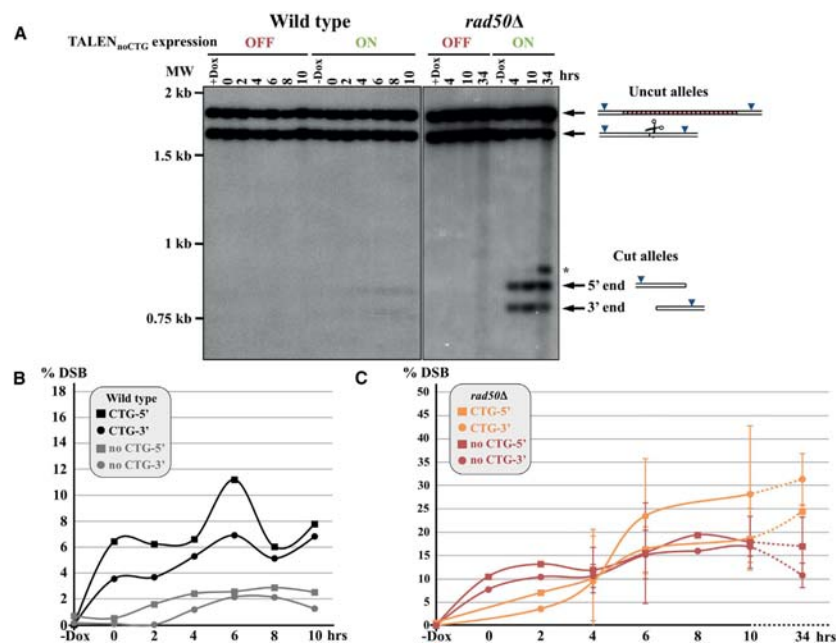 A
Wild type
rad50Δ
TALENnoCTG expression
OFF
ON
OFF
ON
MW
+Dox 0 2 4 6 8 10 -Dox 0 2 4 6 8 10
+Dox 4 10 34 -Dox 4 10 34 hrs
2 kb
Uncut alleles
1.5 kb
1 kb
Cut alleles
*
5' end
3' end
0.75 kb
B
% DSB
18
16
14
12
10
8
6
4
2
0
Wild type
CTG-5'
CTG-3'
no CTG-5'
no CTG-3'
-Dox 0 2 4 6 8 10 hrs
C
% DSB
50
45
40
35
30
25
20
15
10
5
0
rad50Δ
CTG-5'
CTG-3'
no CTG-5'
no CTG-3'
-Dox 0 2 4 6 8 10 34 hrs